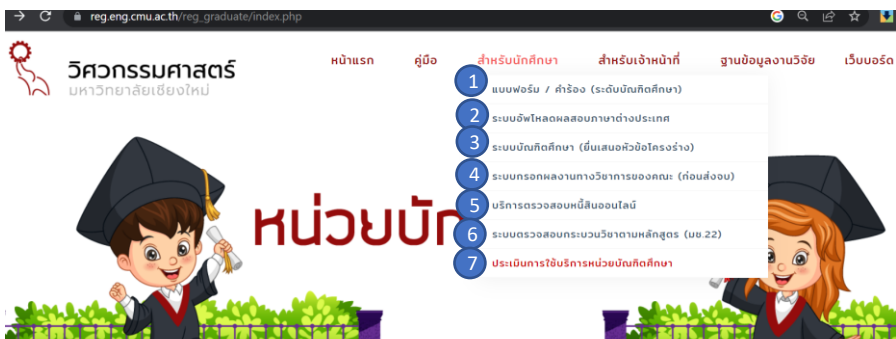 reg.eng.cmu.ac.th/reg_graduate/index.php
วิศวกรรมศาสตร์
มหาวิทยาลัยเชียงใหม่
หน้าแรก คู่มือ สำหรับนักศึกษา สำหรับเจ้าหน้าที่ ฐานข้อมูลงานวิจัย เว็บบอร์ด
1 แบบฟอร์ม / คำร้อง (ระดับบัณฑิตศึกษา)
2 ระบบอัพโหลดผลสอบภาษาต่างประเทศ
3 ระบบบัณฑิตศึกษา (ยื่นเสนอหัวข้อโครงร่าง)
4 ระบบกรอกผลงานทางวิชาการของคณะ (ก่อนส่งจบ)
5 บริการตรวจสอบหนี้สินออนไลน์
6 ระบบตรวจสอบกระบวนวิชาตามหลักสูตร (มช.22)
7 ประเมินการใช้บริการหน่วยบัณฑิตศึกษา
หน่วยบัก